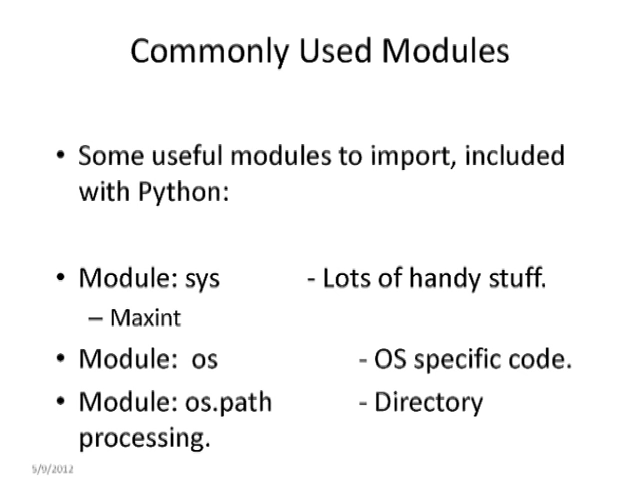 Commonly Used Modules
• Some useful modules to import, included
with Python:
• Module: sys - Lots of handy stuff.
– Maxint
• Module: os - OS specific code.
• Module: os.path - Directory
processing.
5/9/2012